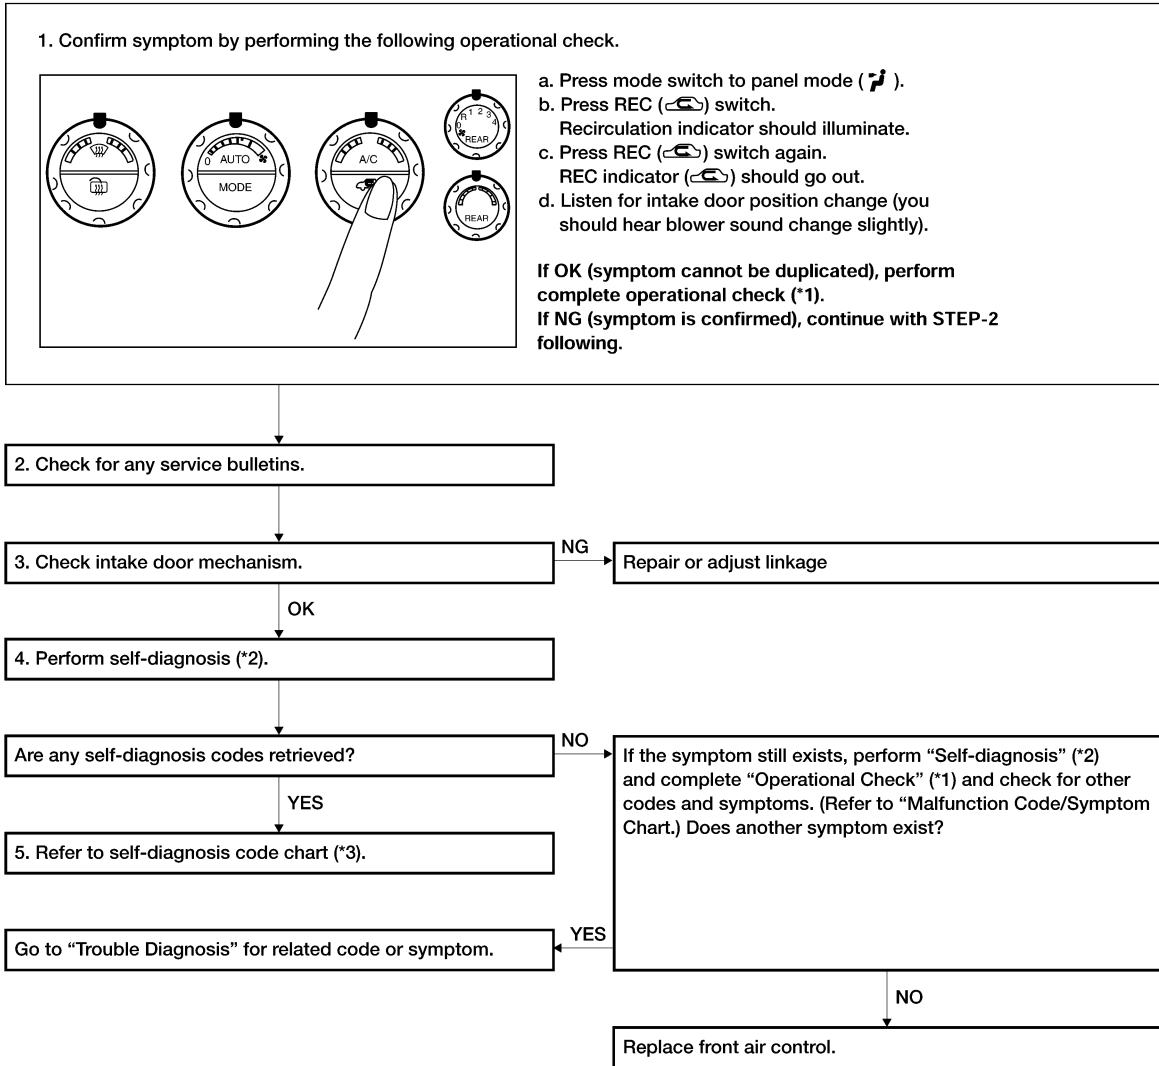 1. Confirm symptom by performing the following operational check.
AUTO
0
MODE
A/C
R 1 2 3 4
0
REAR
REAR
a. Press mode switch to panel mode ( ).
b. Press REC ( ) switch.
Recirculation indicator should illuminate.
c. Press REC ( ) switch again.
REC indicator ( ) should go out.
d. Listen for intake door position change (you
should hear blower sound change slightly).
If OK (symptom cannot be duplicated), perform
complete operational check (*1).
If NG (symptom is confirmed), continue with STEP-2
following.
2. Check for any service bulletins.
3. Check intake door mechanism.
NG
Repair or adjust linkage
OK
4. Perform self-diagnosis (*2).
Are any self-diagnosis codes retrieved?
NO
If the symptom still exists, perform “Self-diagnosis” (*2)
and complete “Operational Check” (*1) and check for other
codes and symptoms. (Refer to “Malfunction Code/Symptom
Chart.) Does another symptom exist?
YES
5. Refer to self-diagnosis code chart (*3).
YES
Go to “Trouble Diagnosis” for related code or symptom.
NO
Replace front air control.